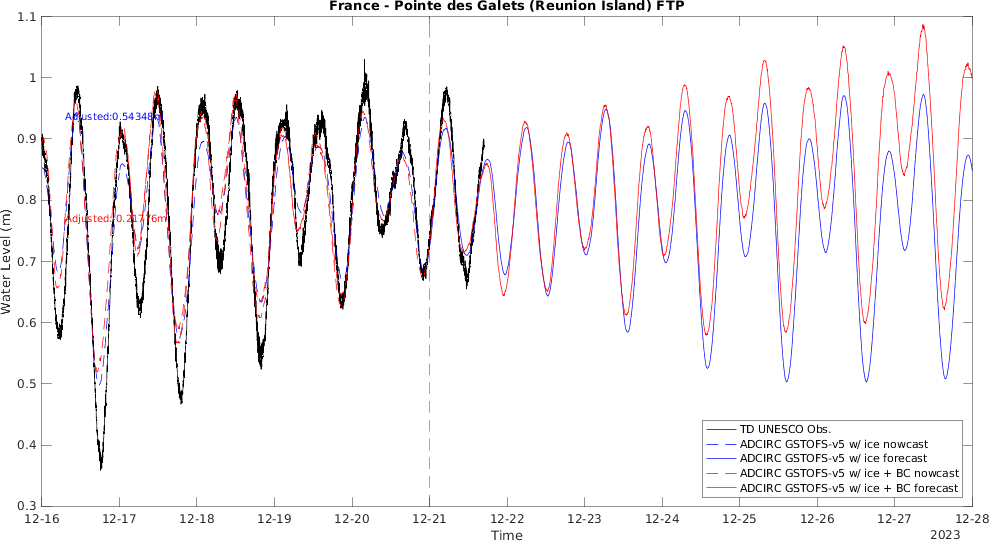 France - Pointe des Galets (Reunion Island) FTP
Water Level (m)
1.1
1
0.9
0.8
0.7
0.6
0.5
0.4
0.3
Adjusted:0.54348m
Adjusted: 0.21776m
TD UNESCO Obs.
ADCIRC GSTOFS-v5 w/ ice nowcast
ADCIRC GSTOFS-v5 w/ ice forecast
ADCIRC GSTOFS-v5 w/ ice + BC nowcast
ADCIRC GSTOFS-v5 w/ ice + BC forecast
12-16 12-17 12-18 12-19 12-20 12-21 12-22 12-23 12-24 12-25 12-26 12-27 12-28
Time
2023